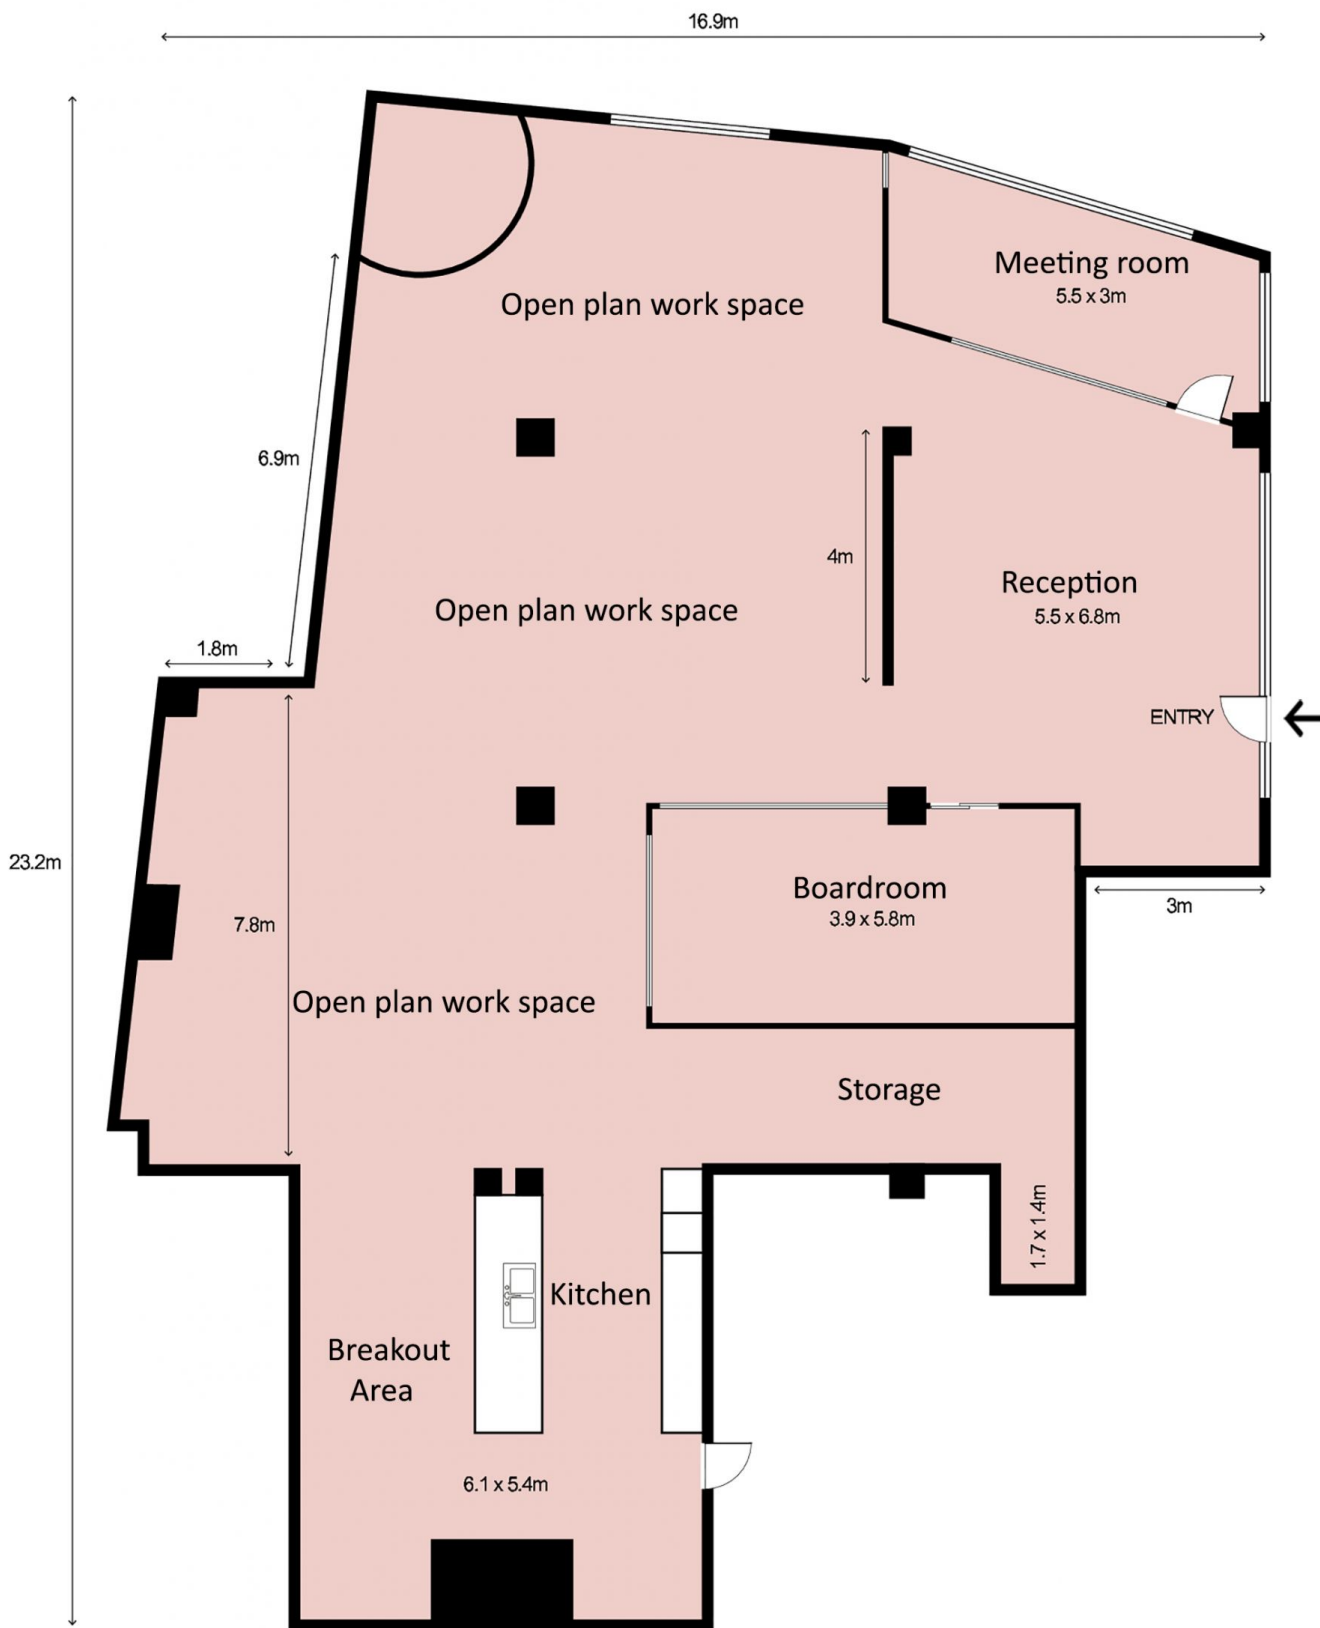 16.9m
Meeting room
5.5 x 3m
Open plan work space
6.9m
4m
Reception
5.5 x 6.8m
Open plan work space
1.8m
ENTRY
23.2m
7.8m
Boardroom
3.9 x 5.8m
3m
Open plan work space
Storage
1.7 x 1.4m
Kitchen
Breakout
Area
6.1 x 5.4m